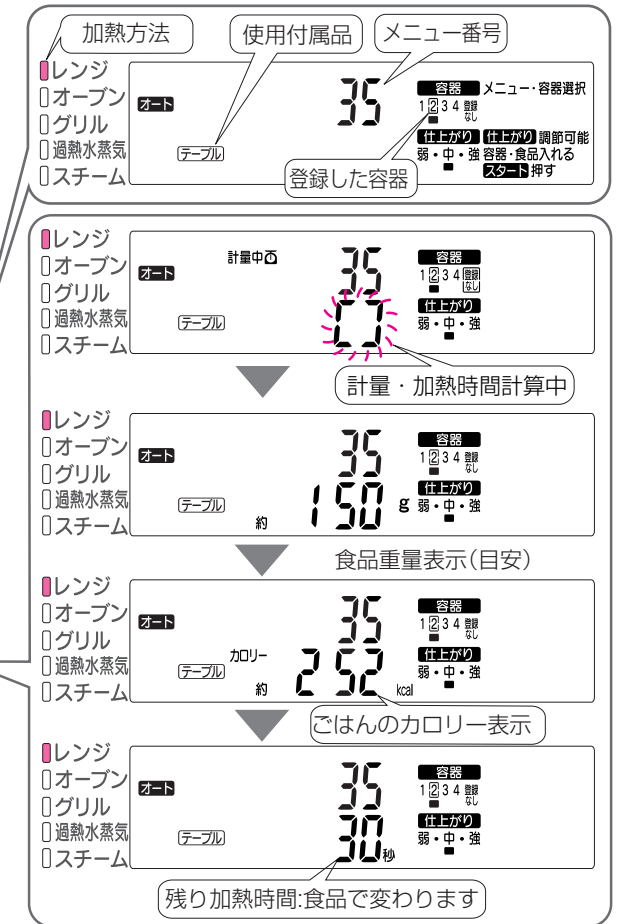 加熱方法
使用付属品
メニュー番号
レンジ
オーブン
グリル
過熱水蒸気
スチーム
オート
テーブル
35
容器 メニュー・容器選択
1 2 3 4 登録なし
仕上がり 仕上がり 調節可能
弱・中・強 容器・食品入れる
スタート 押す
登録した容器
レンジ
オーブン
グリル
過熱水蒸気
スチーム
オート
計量中
テーブル
35
容器
1 2 3 4 登録なし
仕上がり
弱・中・強
計量・加熱時間計算中
レンジ
オーブン
グリル
過熱水蒸気
スチーム
オート
テーブル
35
約 150 g
容器
1 2 3 4 登録なし
仕上がり
弱・中・強
食品重量表示(目安)
レンジ
オーブン
グリル
過熱水蒸気
スチーム
オート
テーブル
35
カロリー
約 252 kcal
容器
1 2 3 4 登録なし
仕上がり
弱・中・強
ごはんのカロリー表示
レンジ
オーブン
グリル
過熱水蒸気
スチーム
オート
テーブル
35
30秒
容器
1 2 3 4 登録なし
仕上がり
弱・中・強
残り加熱時間:食品で変わります